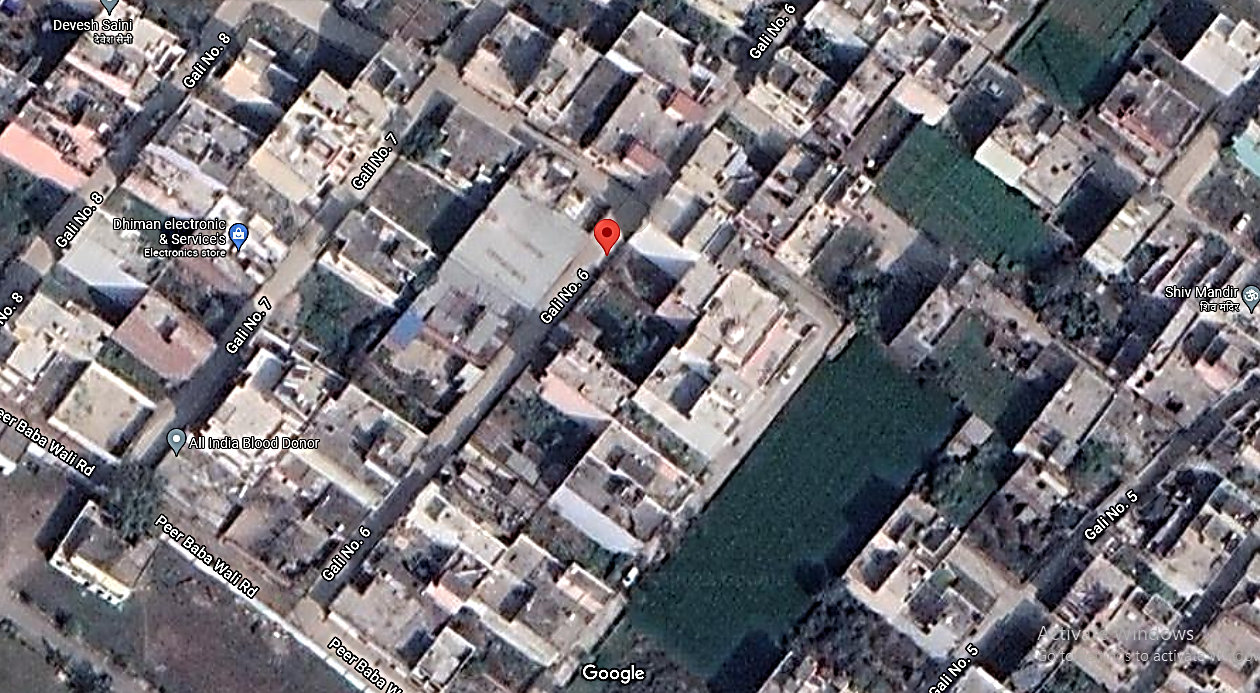 Devesh Saini
देवेश सैनी
Gali No. 8
Gali No. 6
Gali No. 7
Gali No. 8
Dhiman electronic
& Service's
Electronics store
Gali No. 6
Shiv Mandir
शिव मंदिर
No. 8
Gali No. 7
Peer Baba Wali Rd
All India Blood Donor
Gali No. 5
Peer Baba Wali Rd
Gali No. 6
Peer Baba W
Activate Windows
Gali No. 5
Google